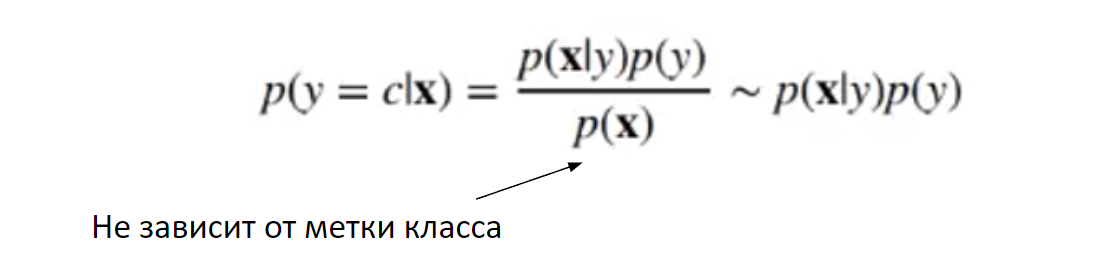 p(y = c|x) = p(x|y)p(y) / p(x) ~ p(x|y)p(y)
Не зависит от метки класса